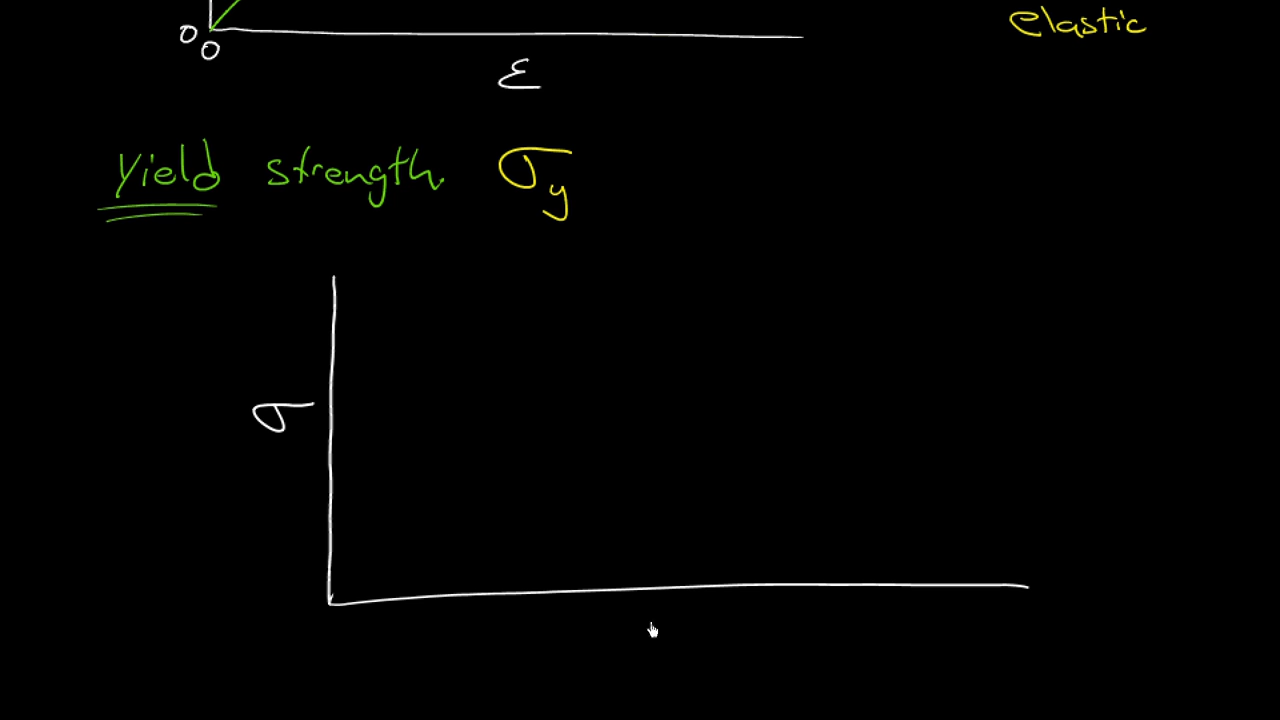 elastic
0
0
ε
Yield strength. σy
σ